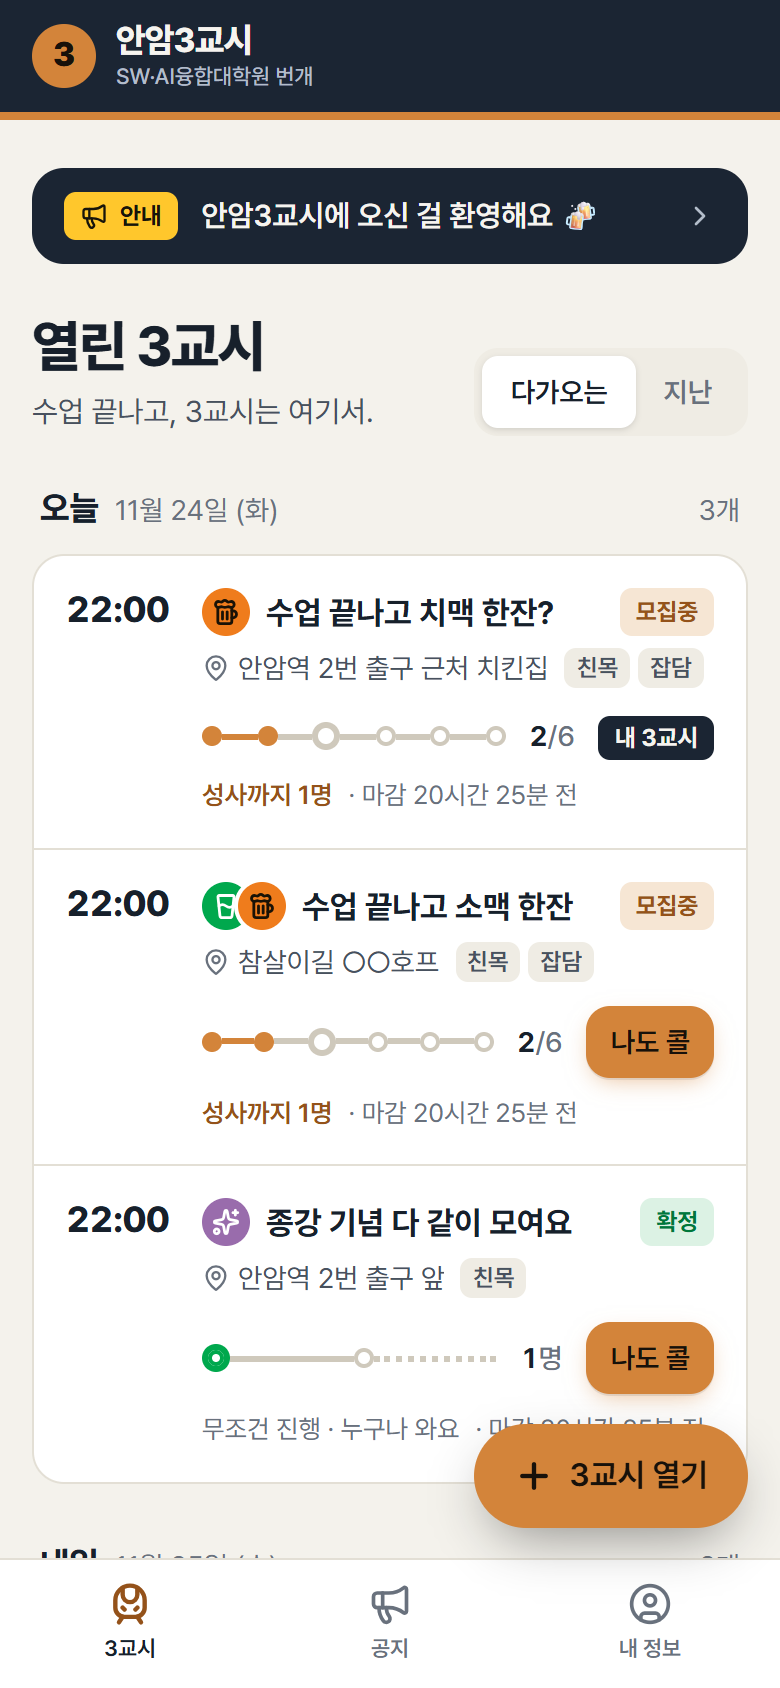 3
안암3교시
SW·AI융합대학원 번개
안내 안암3교시에 오신 걸 환영해요
열린 3교시
수업 끝나고, 3교시는 여기서.
다가오는 지난
오늘 11월 24일 (화) 3개
22:00 수업 끝나고 치맥 한잔? 모집중
안암역 2번 출구 근처 치킨집 친목 잡담
2/6 내 3교시
성사까지 1명 · 마감 20시간 25분 전
22:00 수업 끝나고 소맥 한잔 모집중
참살이길 〇〇호프 친목 잡담
2/6 나도 콜
성사까지 1명 · 마감 20시간 25분 전
22:00 종강 기념 다 같이 모여요 확정
안암역 2번 출구 앞 친목
1명 나도 콜
무조건 진행 · 누구나 와요 ·
+ 3교시 열기
3교시 공지 내 정보